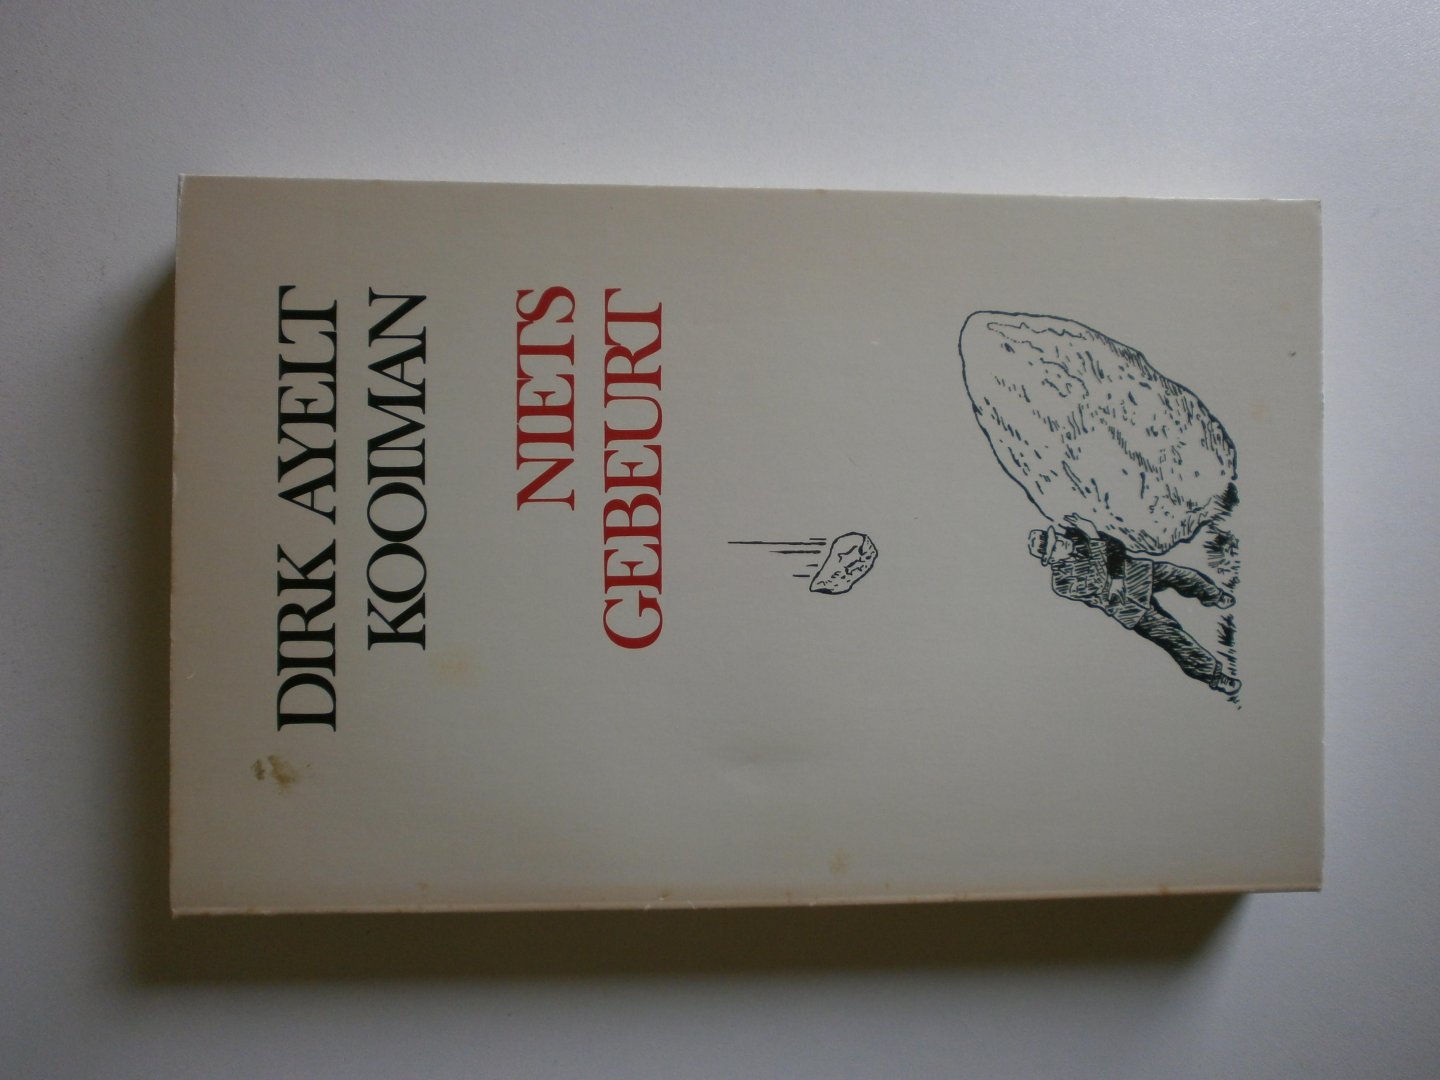 DIRK AYELT
KOOIMAN
NIETS
GEBEURT